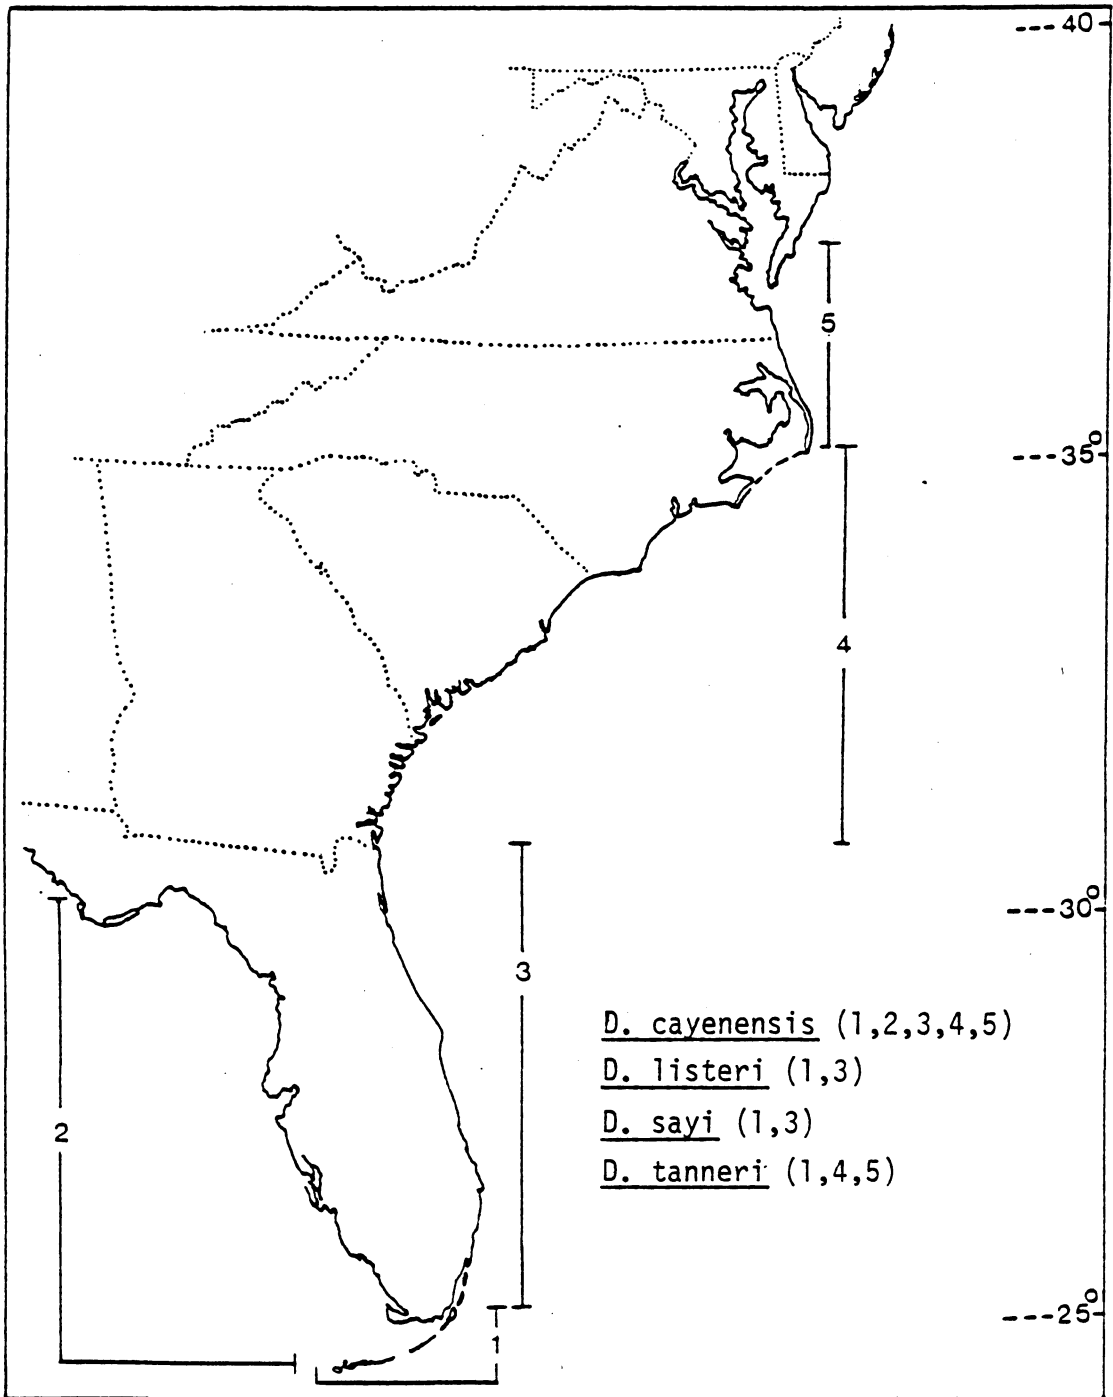 ---40
5
---35°
4
---30°
3
D. cayenensis (1,2,3,4,5)
D. listeri (1,3)
D. sayi (1,3)
2
D. tanneri (1,4,5)
---25°
1